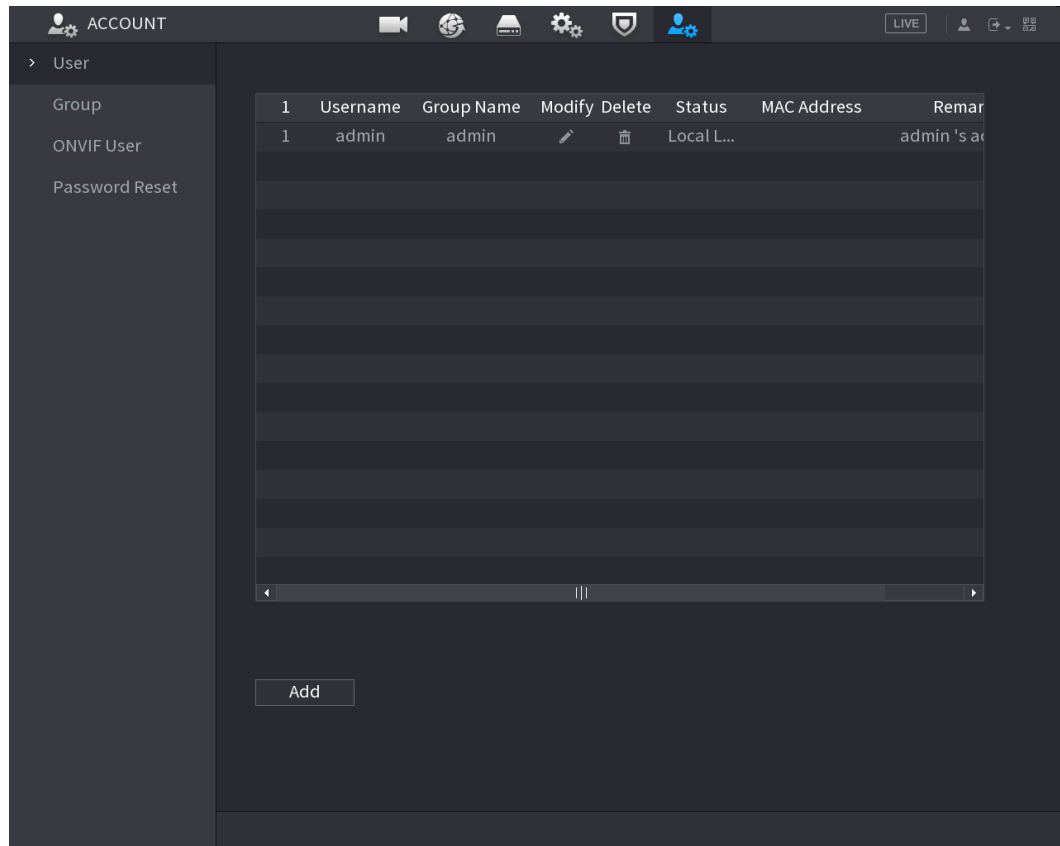 ACCOUNT LIVE
User
Group
ONVIF User
Password Reset
1 Username Group Name Modify Delete Status MAC Address Remar
1 admin admin Local L... admin 's a
Add